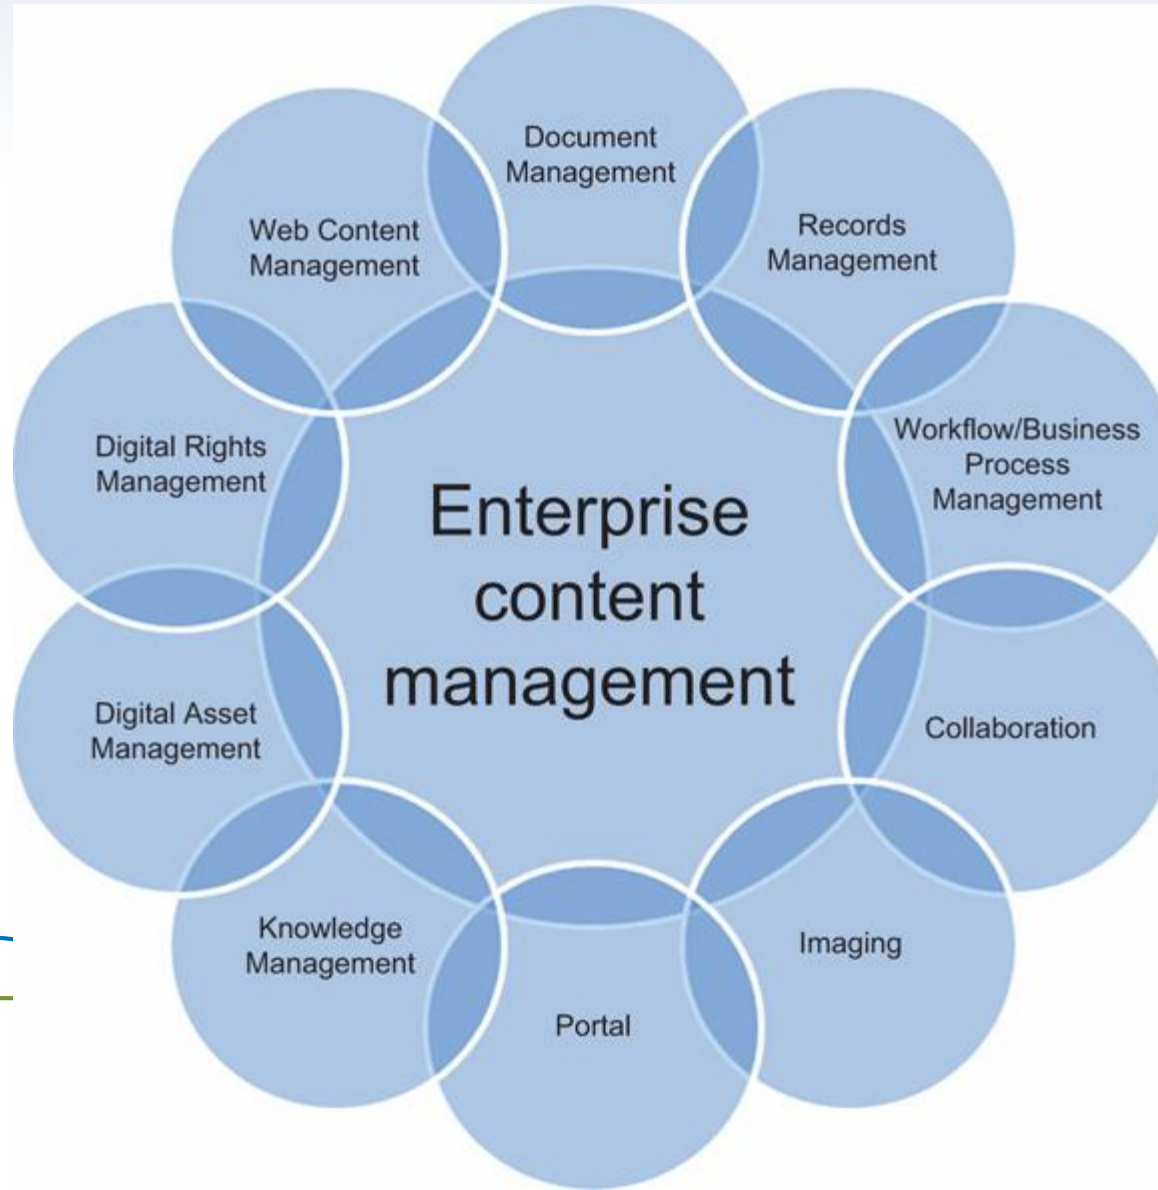 Document
Management
Records
Management
Workflow/Business
Process
Management
Collaboration
Imaging
Portal
Knowledge
Management
Digital Asset
Management
Digital Rights
Management
Web Content
Management
Enterprise
content
management